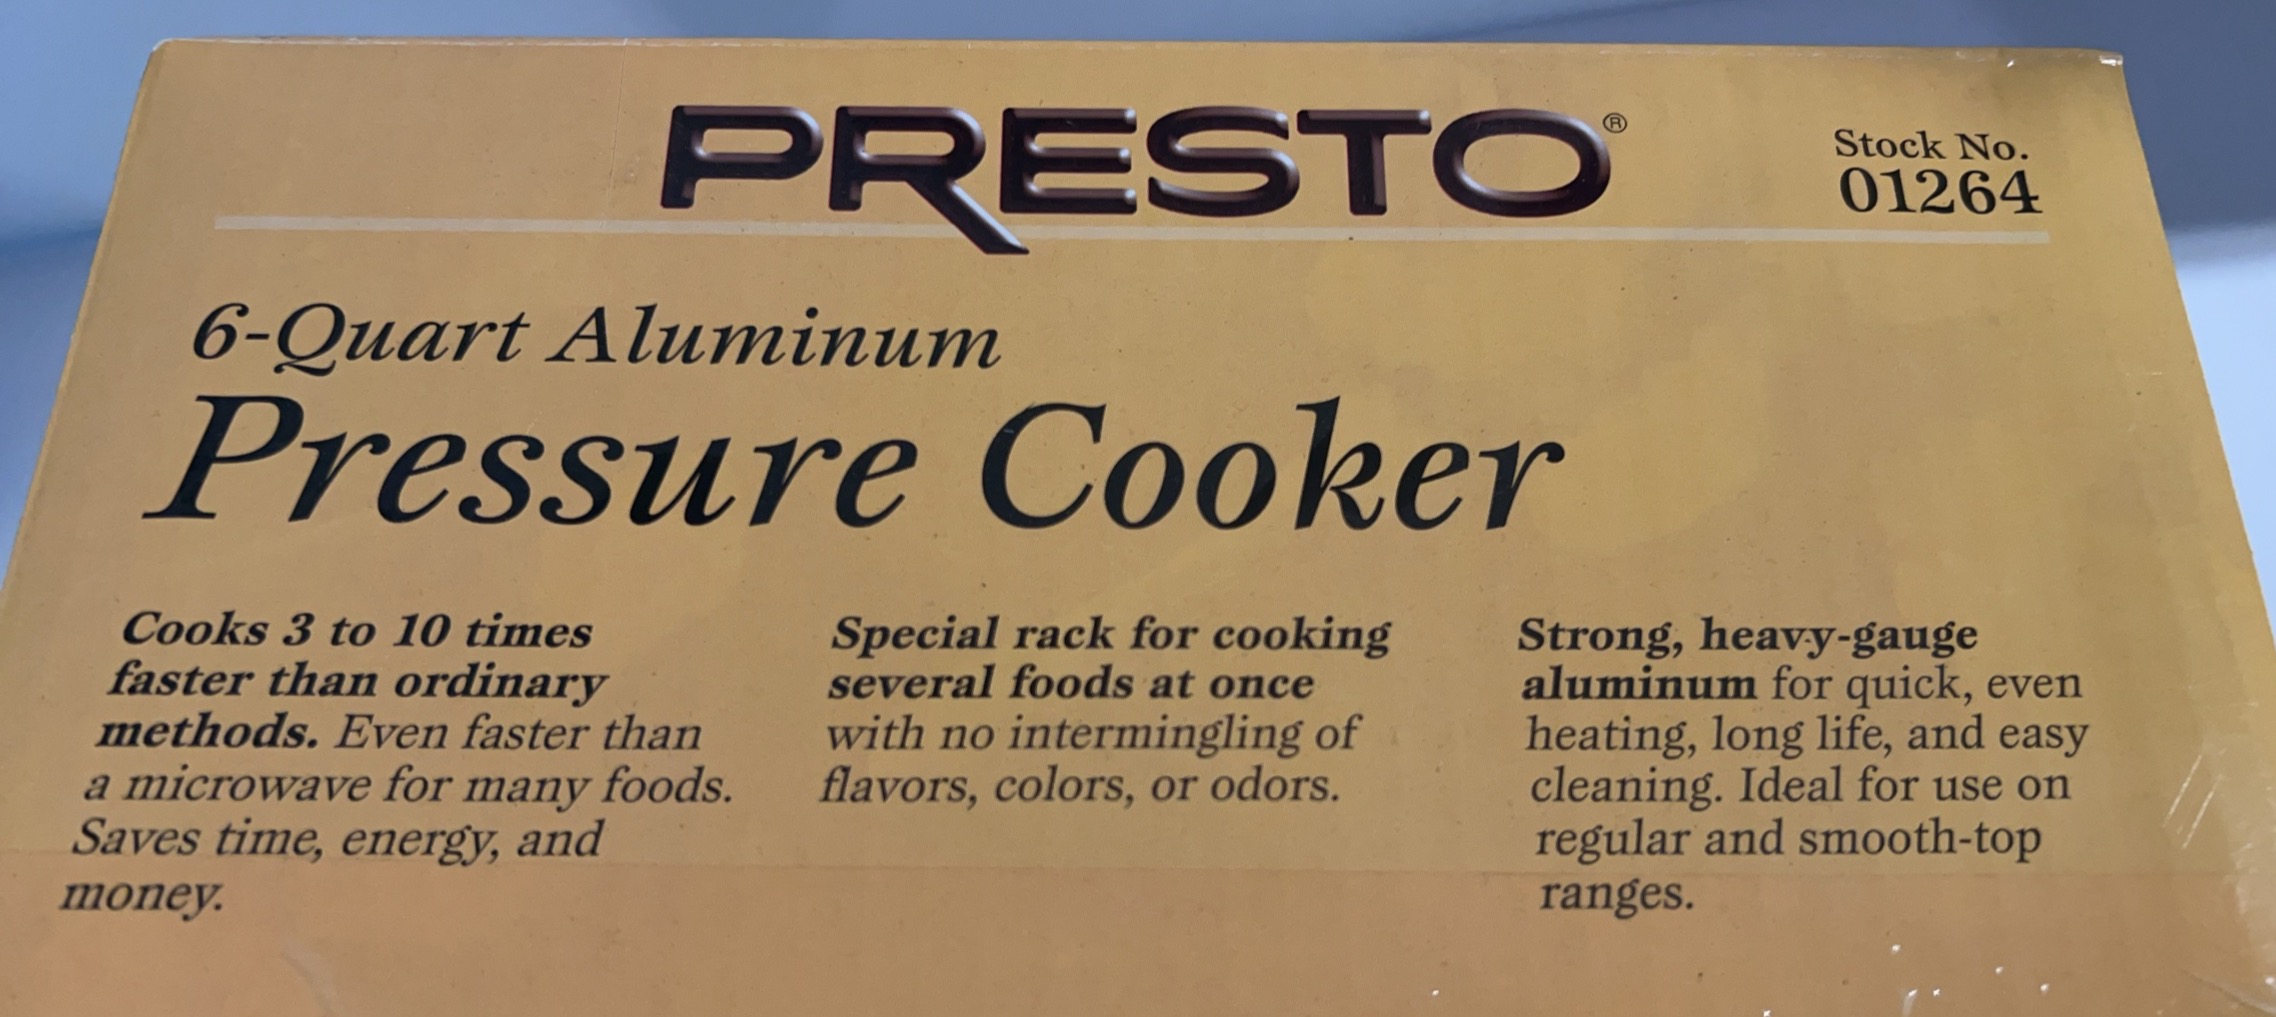 PRESTO®
Stock No.
01264
6-Quart Aluminum
Pressure Cooker
Cooks 3 to 10 times
faster than ordinary
methods. Even faster than
a microwave for many foods.
Saves time, energy, and
money.
Special rack for cooking
several foods at once
with no intermingling of
flavors, colors, or odors.
Strong, heavy-gauge
aluminum for quick, even
heating, long life, and easy
cleaning. Ideal for use on
regular and smooth-top
ranges.